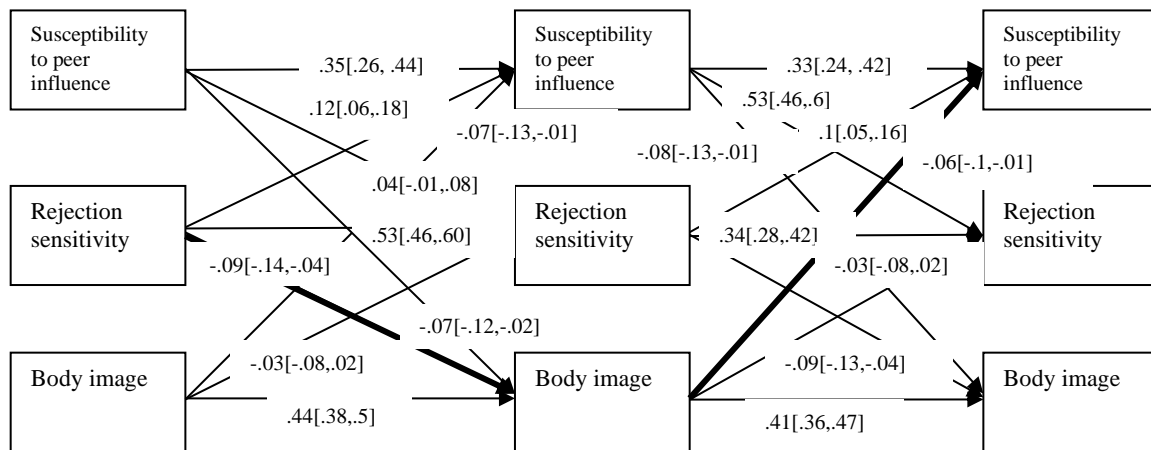 Susceptibility
to peer
influence
Susceptibility
to peer
influence
Susceptibility
to peer
influence
.35[.26, .44]
.33[.24, .42]
.53[.46,.6]
.12[.06,.18]
-.07[-.13,-.01]
.1[.05,.16]
-.08[-.13,-.01]
-.06[-.1,-.01]
.04[-.01,.08]
Rejection
sensitivity
Rejection
sensitivity
Rejection
sensitivity
.53[.46,.60]
.34[.28,.42]
-.09[-.14,-.04]
-.03[-.08,.02]
-.07[-.12,-.02]
-.03[-.08,.02]
-.09[-.13,-.04]
Body image
Body image
Body image
.44[.38,.5]
.41[.36,.47]